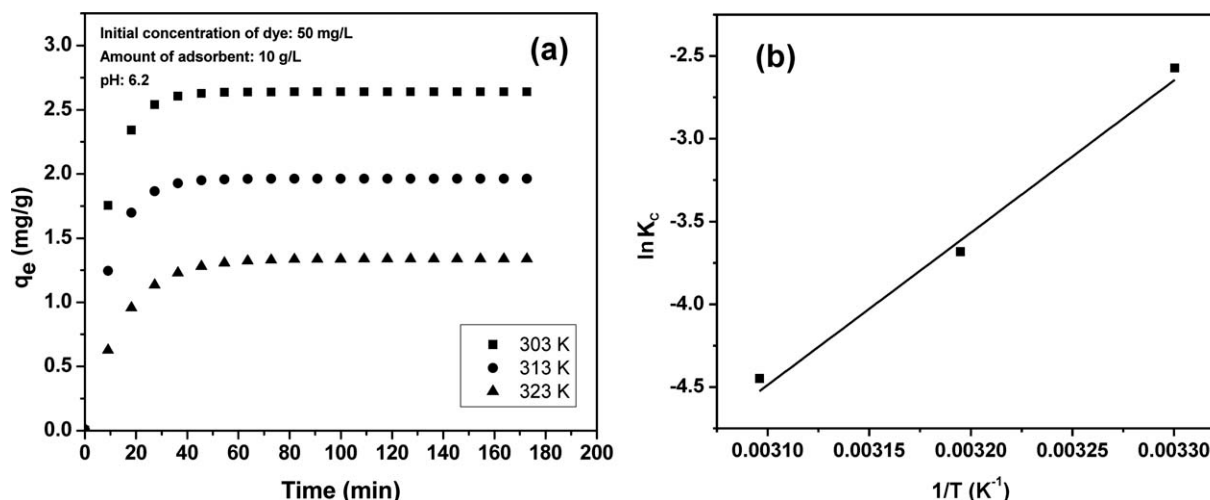 Initial concentration of dye: 50 mg/L
Amount of adsorbent: 10 g/L
pH: 6.2
(a)
3.0
2.5
2.0
1.5
1.0
0.5
0.0
qe (mg/g)
303 K
313 K
323 K
0 20 40 60 80 100 120 140 160 180 200
Time (min)
(b)
-2.5
-3.0
-3.5
-4.0
-4.5
ln Kc
0.00310 0.00315 0.00320 0.00325 0.00330
1/T (K-1)